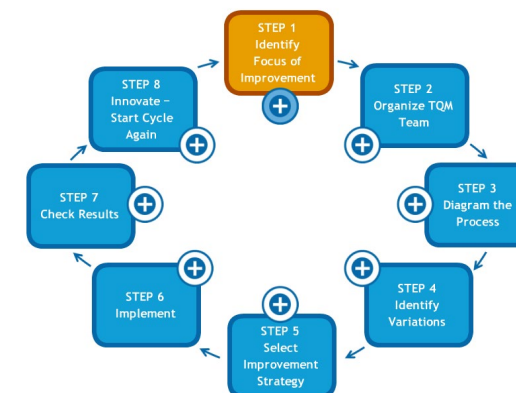 STEP 1
Identify
Focus of
Improvement
STEP 2
Organize TQM
Team
STEP 3
Diagram the
Process
STEP 4
Identify
Variations
STEP 5
Select
Improvement
Strategy
STEP 6
Implement
STEP 7
Check Results
STEP 8
Innovate –
Start Cycle
Again